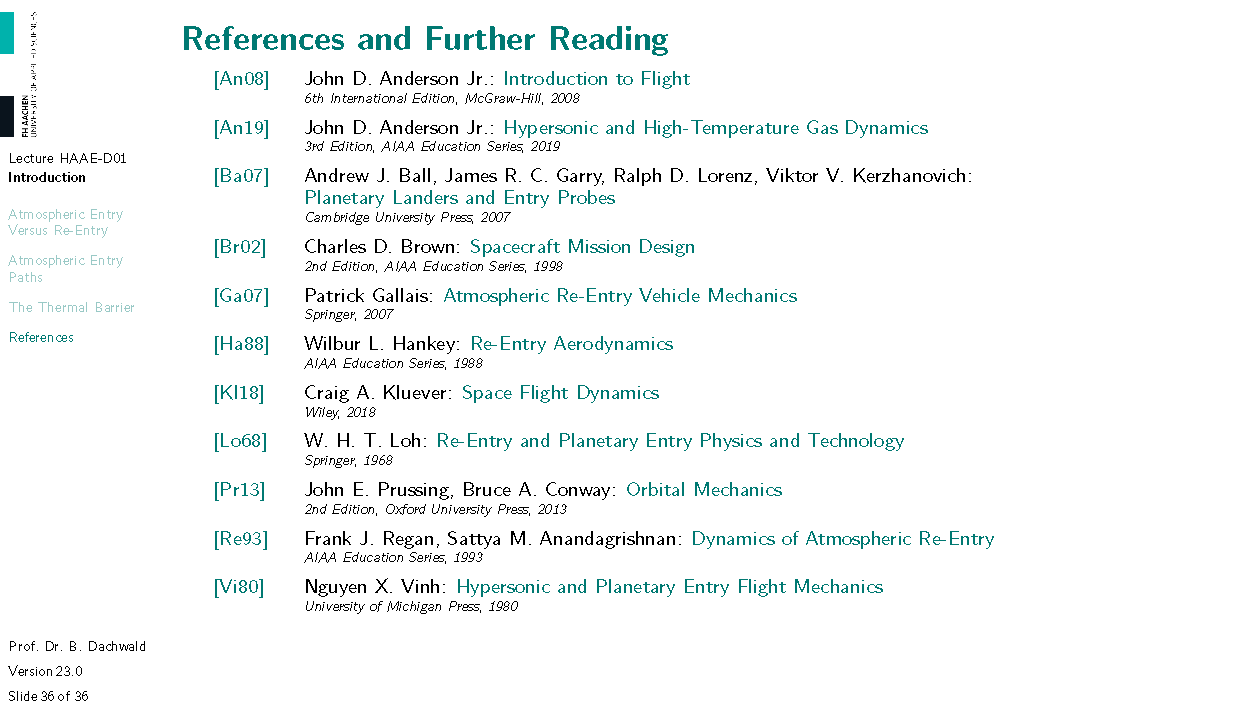 FH AACHEN
UNIVERSITY OF APPLIED SCIENCES
Lecture HAAE-D01
Introduction
Atmospheric Entry
Versus Re-Entry
Atmospheric Entry
Paths
The Thermal Barrier
References
Prof. Dr. B. Dachwald
Version 23.0
Slide 36 of 36
References and Further Reading
[An08] John D. Anderson Jr.: Introduction to Flight
6th International Edition, McGraw-Hill, 2008
[An19] John D. Anderson Jr.: Hypersonic and High-Temperature Gas Dynamics
3rd Edition, AIAA Education Series, 2019
[Ba07] Andrew J. Ball, James R. C. Garry, Ralph D. Lorenz, Viktor V. Kerzhanovich:
Planetary Landers and Entry Probes
Cambridge University Press, 2007
[Br02] Charles D. Brown: Spacecraft Mission Design
2nd Edition, AIAA Education Series, 1998
[Ga07] Patrick Gallais: Atmospheric Re-Entry Vehicle Mechanics
Springer, 2007
[Ha88] Wilbur L. Hankey: Re-Entry Aerodynamics
AIAA Education Series, 1988
[Kl18] Craig A. Kluever: Space Flight Dynamics
Wiley, 2018
[Lo68] W. H. T. Loh: Re-Entry and Planetary Entry Physics and Technology
Springer, 1968
[Pr13] John E. Prussing, Bruce A. Conway: Orbital Mechanics
2nd Edition, Oxford University Press, 2013
[Re93] Frank J. Regan, Sattya M. Anandagrishnan: Dynamics of Atmospheric Re-Entry
AIAA Education Series, 1993
[Vi80] Nguyen X. Vinh: Hypersonic and Planetary Entry Flight Mechanics
University of Michigan Press, 1980